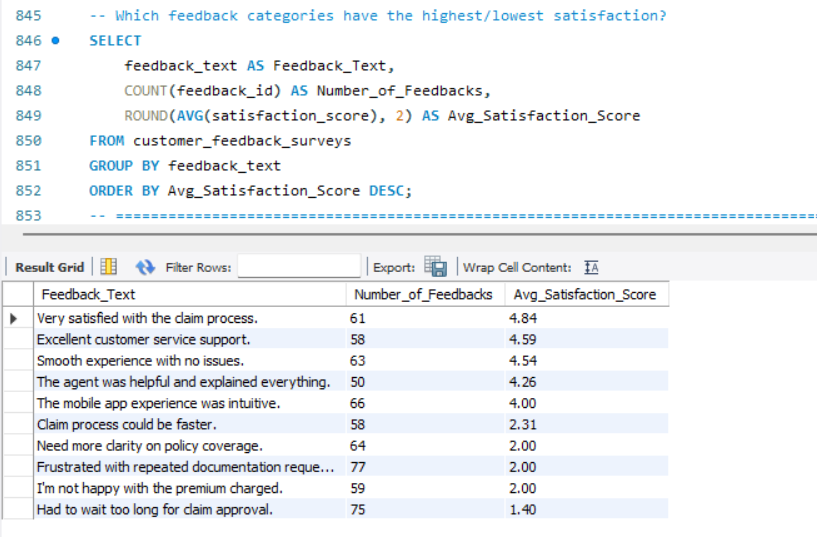 845 -- Which feedback categories have the highest/lowest satisfaction?
846 SELECT
847 feedback_text AS Feedback_Text,
848 COUNT(feedback_id) AS Number_of_Feedbacks,
849 ROUND(AVG(satisfaction_score), 2) AS Avg_Satisfaction_Score
850 FROM customer_feedback_surveys
851 GROUP BY feedback_text
852 ORDER BY Avg_Satisfaction_Score DESC;
853 -- ================================================================================
Result Grid Filter Rows: Export: Wrap Cell Content: IA
Feedback_Text Number_of_Feedbacks Avg_Satisfaction_Score
Very satisfied with the claim process. 61 4.84
Excellent customer service support. 58 4.59
Smooth experience with no issues. 63 4.54
The agent was helpful and explained everything. 50 4.26
The mobile app experience was intuitive. 66 4.00
Claim process could be faster. 58 2.31
Need more clarity on policy coverage. 64 2.00
Frustrated with repeated documentation reque... 77 2.00
I'm not happy with the premium charged. 59 2.00
Had to wait too long for claim approval. 75 1.40